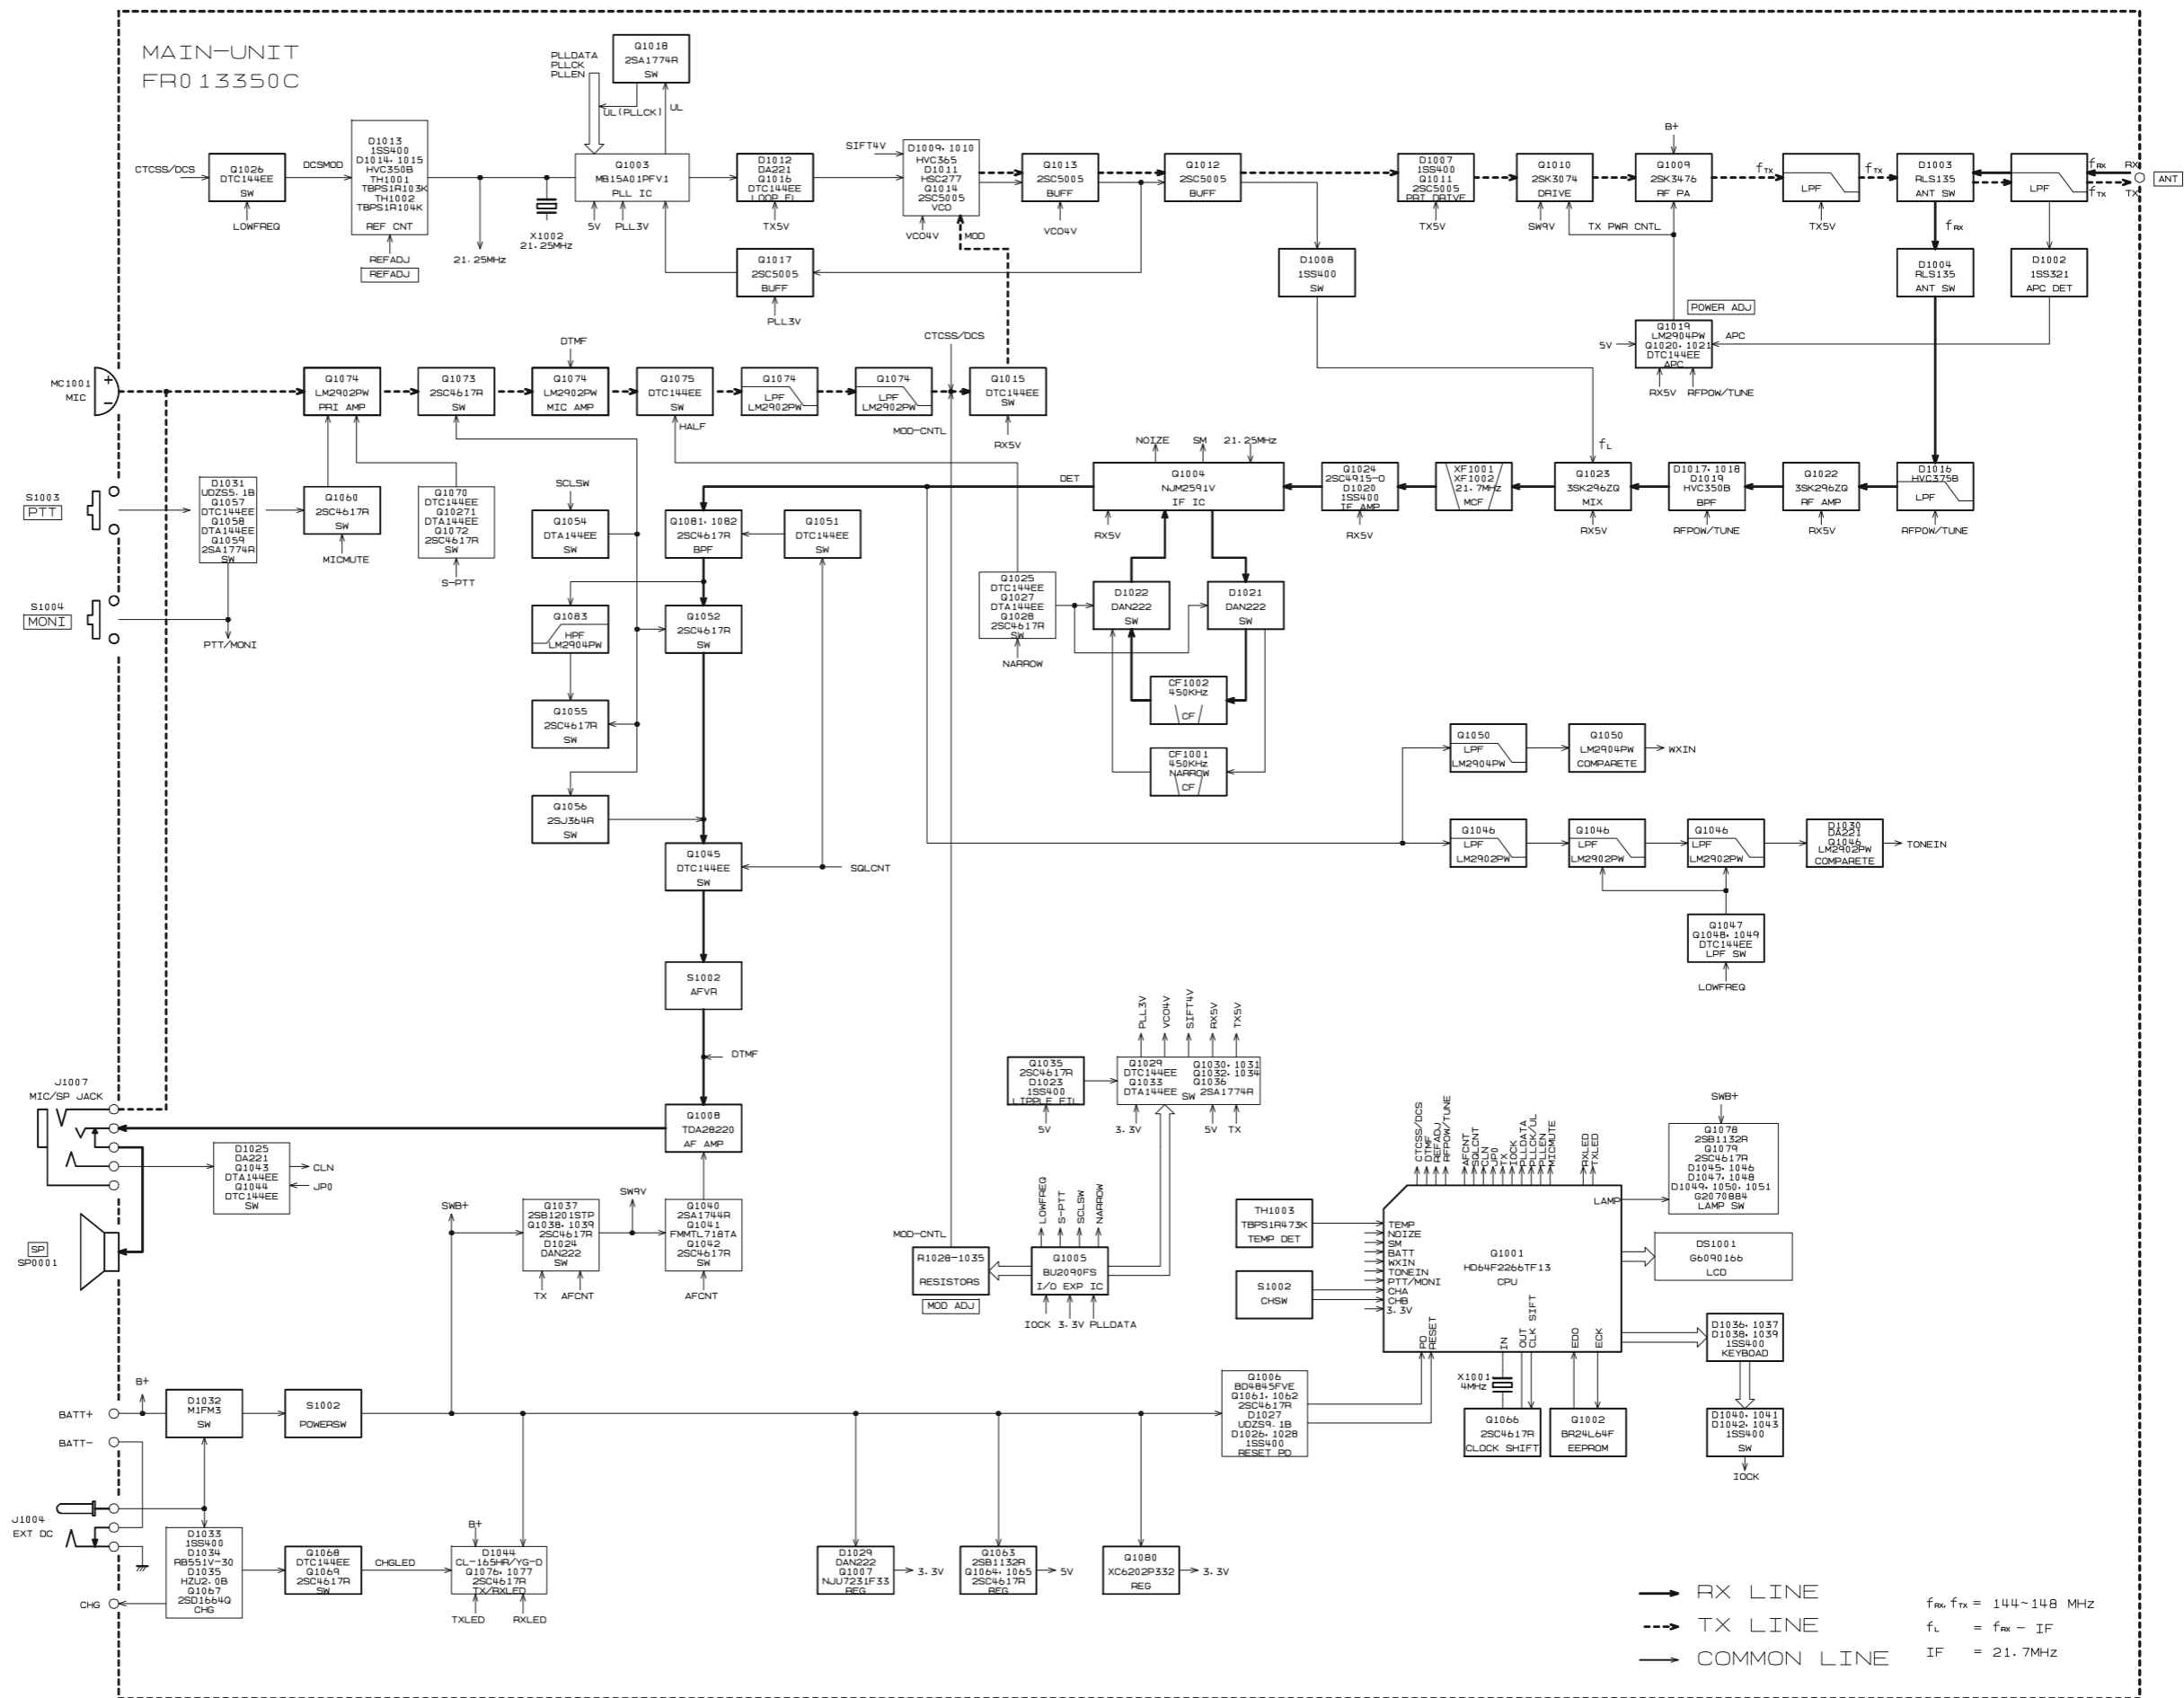 MAIN-UNIT
FR013350C
PLLDATA
PLLCK
PLLEN
Q1018
2SA1774R
SW
UL(PLLCK)
UL
CTCSS/DCS
Q1026
DTC144EE
SW
LOWFREQ
DCSMOD
D1013
1SS400
D1014, 1015
HVC350B
TH1001
TBPS1R103K
TH1002
TBPS1R104K
REF CNT
REFADJ
REFADJ
21.25MHz
X1002
21.25MHz
Q1003
MB15A01PFV1
PLL IC
5V
PLL3V
D1012
DA221
Q1016
DTC144EE
LOOP FL
TX5V
SIFT4V
D1009, 1010
HVC365
D1011
HSC277
Q1014
2SC5005
VCO
VCO4V
MOD
Q1013
2SC5005
BUFF
VCO4V
Q1012
2SC5005
BUFF
D1007
1SS400
Q1011
2SC5005
PRI DRIVE
TX5V
Q1010
2SK3074
DRIVE
SW9V
TX PWR CNTL
B+
Q1009
2SK3476
RF PA
fTX
LPF
TX5V
fTX
D1003
RLS135
ANT SW
LPF
fRX
RX
fTX
TX
ANT
fRX
Q1017
2SC5005
BUFF
PLL3V
D1008
1SS400
SW
D1004
RLS135
ANT SW
D1002
1SS321
APC DET
POWER ADJ
Q1019
LM2904PW
Q1020, 1021
DTC144EE
APC
5V
APC
RX5V
RFPOW/TUNE
MC1001
MIC
+
−
Q1074
LM2902PW
PRI AMP
Q1073
2SC4617R
SW
DTMF
Q1074
LM2902PW
MIC AMP
Q1075
DTC144EE
SW
HALF
Q1074
LPF
LM2902PW
Q1074
LPF
LM2902PW
CTCSS/DCS
MOD-CNTL
Q1015
DTC144EE
SW
RX5V
fL
S1003
PTT
D1031
UDZS5.1B
Q1057
DTC144EE
Q1058
DTA144EE
Q1059
2SA1774R
SW
Q1060
2SC4617R
SW
MICMUTE
Q1070
DTC144EE
Q10271
DTA144EE
Q1072
2SC4617R
SW
S-PTT
SCLSW
Q1054
DTA144EE
SW
Q1081, 1082
2SC4617R
BPF
Q1051
DTC144EE
SW
DET
NOIZE
SM
21.25MHz
Q1004
NJM2591V
IF IC
RX5V
Q1024
2SC4915-O
D1020
1SS400
IF AMP
RX5V
XF1001
XF1002
21.7MHz
MCF
Q1023
3SK296ZQ
MIX
RX5V
D1017, 1018
D1019
HVC350B
BPF
RFPOW/TUNE
Q1022
3SK296ZQ
RF AMP
RX5V
D1016
HVC375B
LPF
RFPOW/TUNE
S1004
MONI
PTT/MONI
Q1083
HPF
LM2904PW
Q1052
2SC4617R
SW
Q1025
DTC144EE
Q1027
DTA144EE
Q1028
2SC4617R
SW
NARROW
D1022
DAN222
SW
D1021
DAN222
SW
CF1002
450KHz
CF
CF1001
450KHz
NARROW
CF
Q1055
2SC4617R
SW
Q1056
2SJ364R
SW
Q1045
DTC144EE
SW
SQLCNT
Q1050
LPF
LM2904PW
Q1050
LM2904PW
COMPARETE
WXIN
Q1046
LPF
LM2902PW
Q1046
LPF
LM2902PW
Q1046
LPF
LM2902PW
D1030
DA221
Q1046
LM2902PW
COMPARETE
TONEIN
Q1047
Q1048, 1049
DTC144EE
LPF SW
LOWFREQ
S1002
AFVR
DTMF
Q1008
TDA2822D
AF AMP
J1007
MIC/SP JACK
D1025
DA221
Q1043
DTA144EE
Q1044
DTC144EE
SW
CLN
JP0
SP
SP0001
SWB+
Q1037
2SB1201STP
Q1038, 1039
2SC4617R
D1024
DAN222
SW
TX
AFCNT
SW9V
Q1040
2SA1744R
Q1041
FMMTL718TA
Q1042
2SC4617R
SW
AFCNT
Q1035
2SC4617R
D1023
1SS400
LIPPLE FIL
5V
PLL3V
VCO4V
SIFT4V
RX5V
TX5V
Q1029
DTC144EE
Q1033
DTA144EE
Q1030, 1031
Q1032, 1034
Q1036
2SA1774R
SW
3.3V
5V
TX
MOD-CNTL
R1028-1035
RESISTORS
MOD ADJ
LOWFREQ
S-PTT
SCLSW
NARROW
Q1005
BU2090FS
I/O EXP IC
IOCK
3.3V
PLLDATA
TH1003
TBPS1R473K
TEMP DET
S1002
CHSW
CTCSS/DCS
DTMF
REFADJ
RFPOW/TUNE
AFCNT
SQLCNT
CLN
JP0
TX
IOCK
PLLDATA
PLLCK/UL
PLLEN
MICMUTE
RXLED
TXLED
TEMP
NOIZE
SM
BATT
WXIN
TONEIN
PTT/MONI
CHA
CHB
3.3V
Q1001
HD64F2266TF13
CPU
LAMP
PD
RESET
IN
OUT
CLK SIFT
EDO
ECK
SWB+
Q1078
2SB1132R
Q1079
2SC4617R
D1045, 1046
D1047, 1048
D1049, 1050, 1051
G2070884
LAMP SW
DS1001
G6090166
LCD
D1036, 1037
D1038, 1039
1SS400
KEYBOAD
D1040, 1041
D1042, 1043
1SS400
SW
IOCK
X1001
4MHz
Q1066
2SC4617R
CLOCK SHIFT
Q1002
BR24L64F
EEPROM
Q1006
BD4845FVE
Q1061, 1062
2SC4617R
D1027
UDZS9.1B
D1026, 1028
1SS400
RESET PD
B+
BATT+
D1032
M1FM3
SW
S1002
POWERSW
BATT-
J1004
EXT DC
D1033
1SS400
D1034
RB551V-30
D1035
HZU2.0B
Q1067
2SD1664Q
CHG
CHG
Q1068
DTC144EE
Q1069
2SC4617R
SW
CHGLED
B+
D1044
CL-165HR/YG-D
Q1076, 1077
2SC4617R
TX/RXLED
TXLED
RXLED
D1029
DAN222
Q1007
NJU7231F33
REG
3.3V
Q1063
2SB1132R
Q1064, 1065
2SC4617R
REG
5V
Q1080
XC6202P332
REG
3.3V
RX LINE
TX LINE
COMMON LINE
fRX, fTX = 144~148 MHz
fL = fRX - IF
IF = 21.7MHz